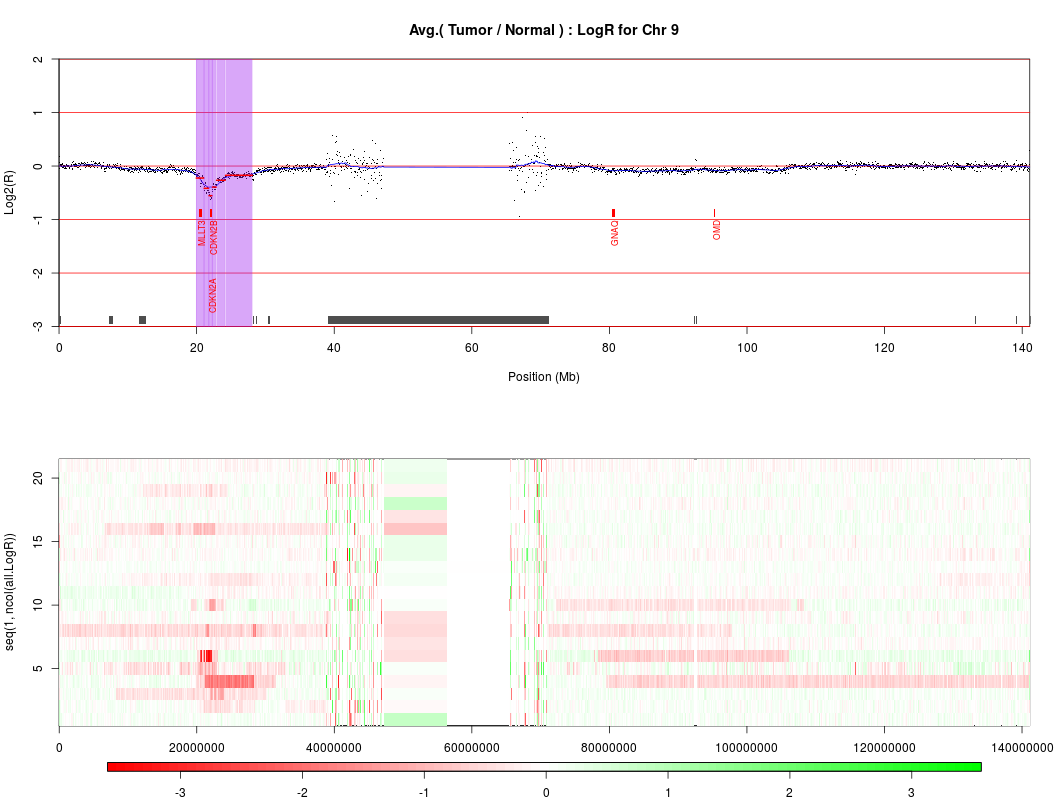 Avg.( Tumor / Normal ) : LogR for Chr 9
Log2(R)
2
1
0
-1
-2
-3
MLLT3
CDKN2B
CDKN2A
GNAQ
OMD
0 20 40 60 80 100 120 140
Position (Mb)
seq(1, ncol(all.LogR))
20
15
10
5
0 20000000 40000000 60000000 80000000 100000000 120000000 140000000
-3 -2 -1 0 1 2 3